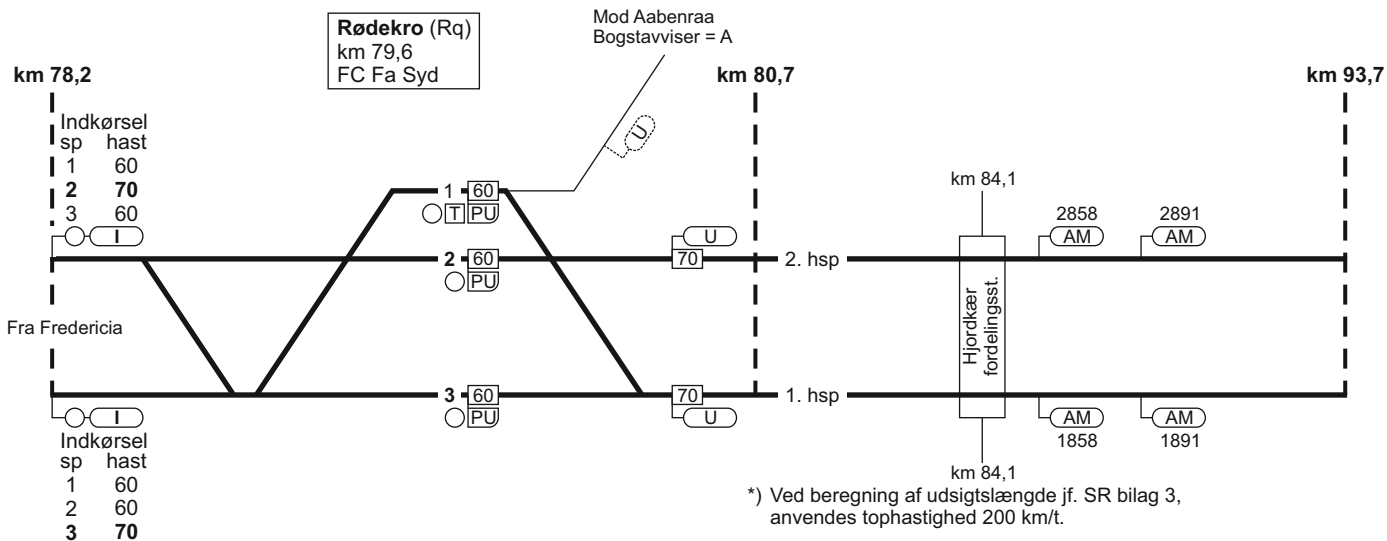 Rødekro (Rq)
km 79,6
FC Fa Syd
Mod Aabenraa
Bogstavviser = A
km 78,2
km 80,7
km 93,7
Indkørsel
sp hast
1 60
2 70
3 60
I
U
1 60
T PU
2 60
PU
U
70
2. hsp
km 84,1
2858
AM
2891
AM
Fra Fredericia
Hjordkær
fordelingsst.
3 60
PU
70
U
1. hsp
AM
1858
AM
1891
km 84,1
I
Indkørsel
sp hast
1 60
2 60
3 70
*) Ved beregning af udsigtslængde jf. SR bilag 3,
anvendes tophastighed 200 km/t.